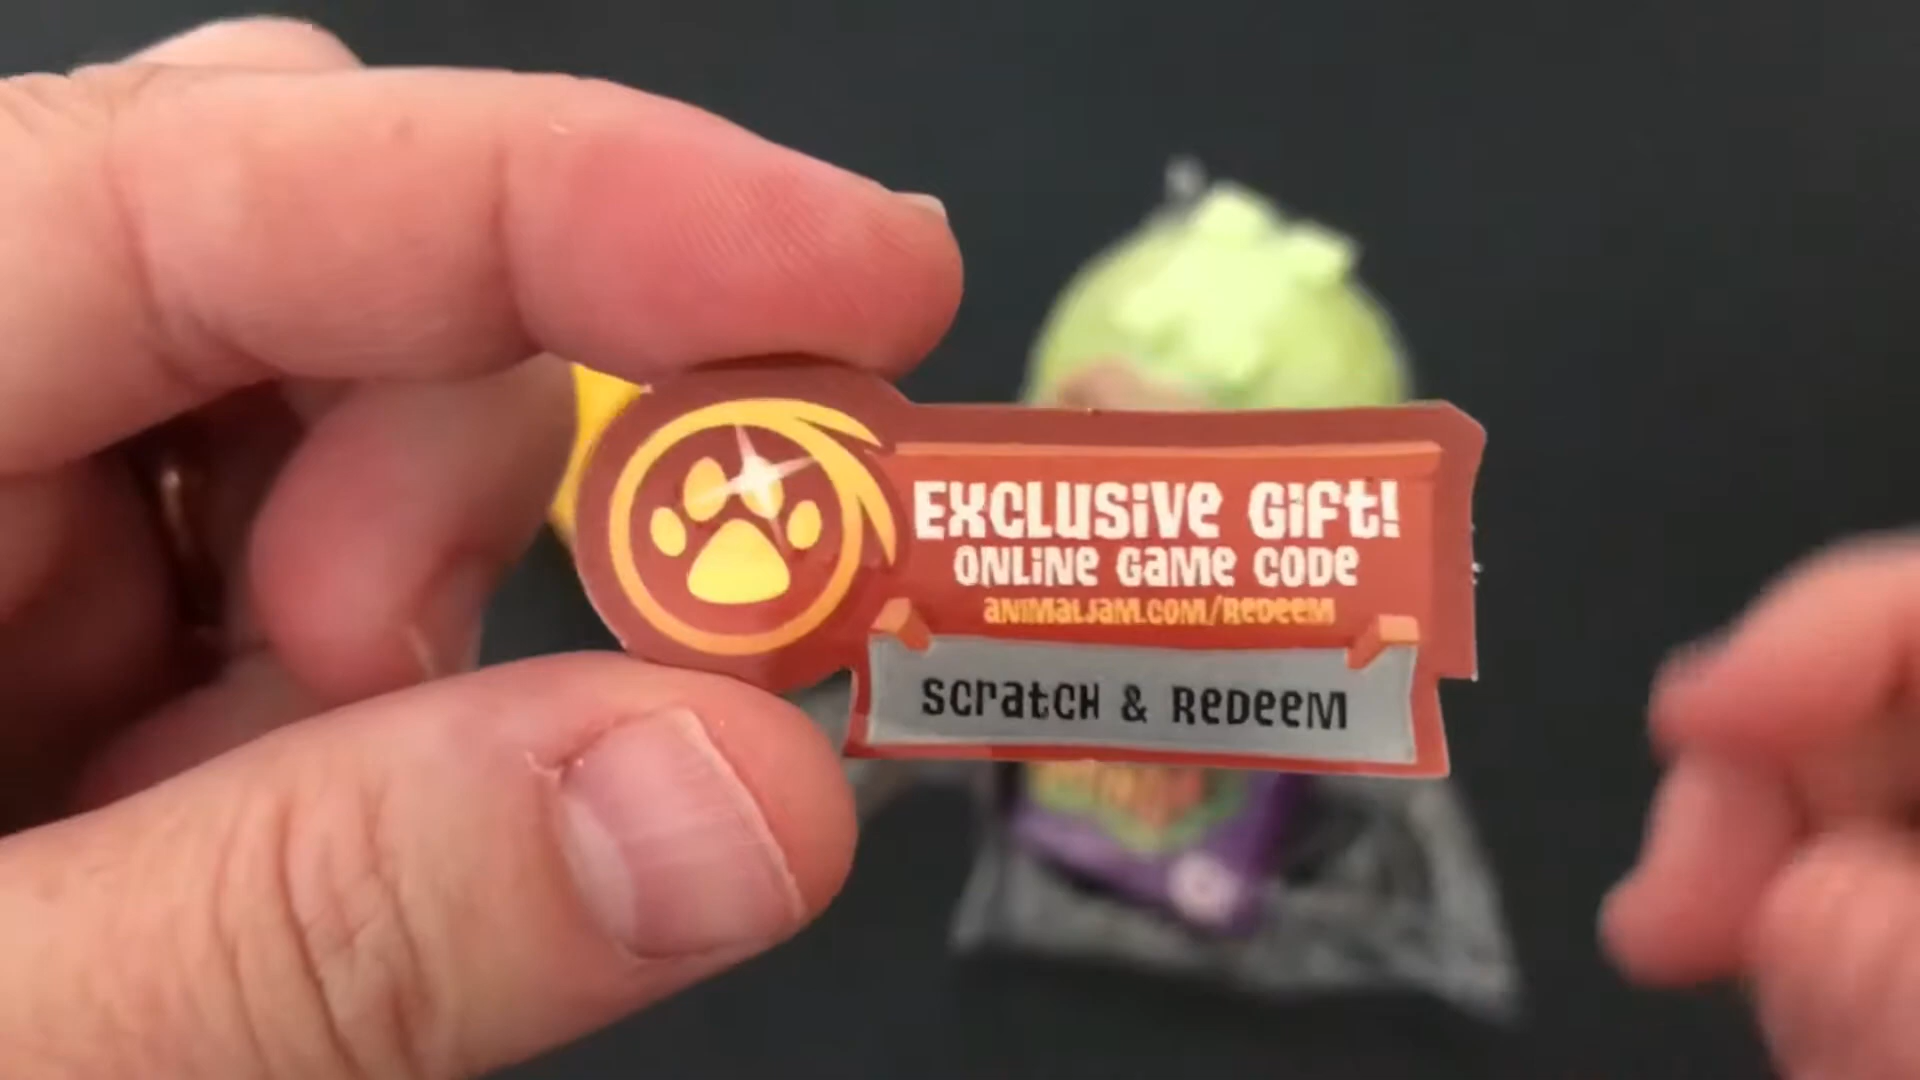 EXCLUSiVE GiFt!
ONLiNE GAME CODE
ANiMALJAM.COM/REDEEM
SCratCH & REDEEM